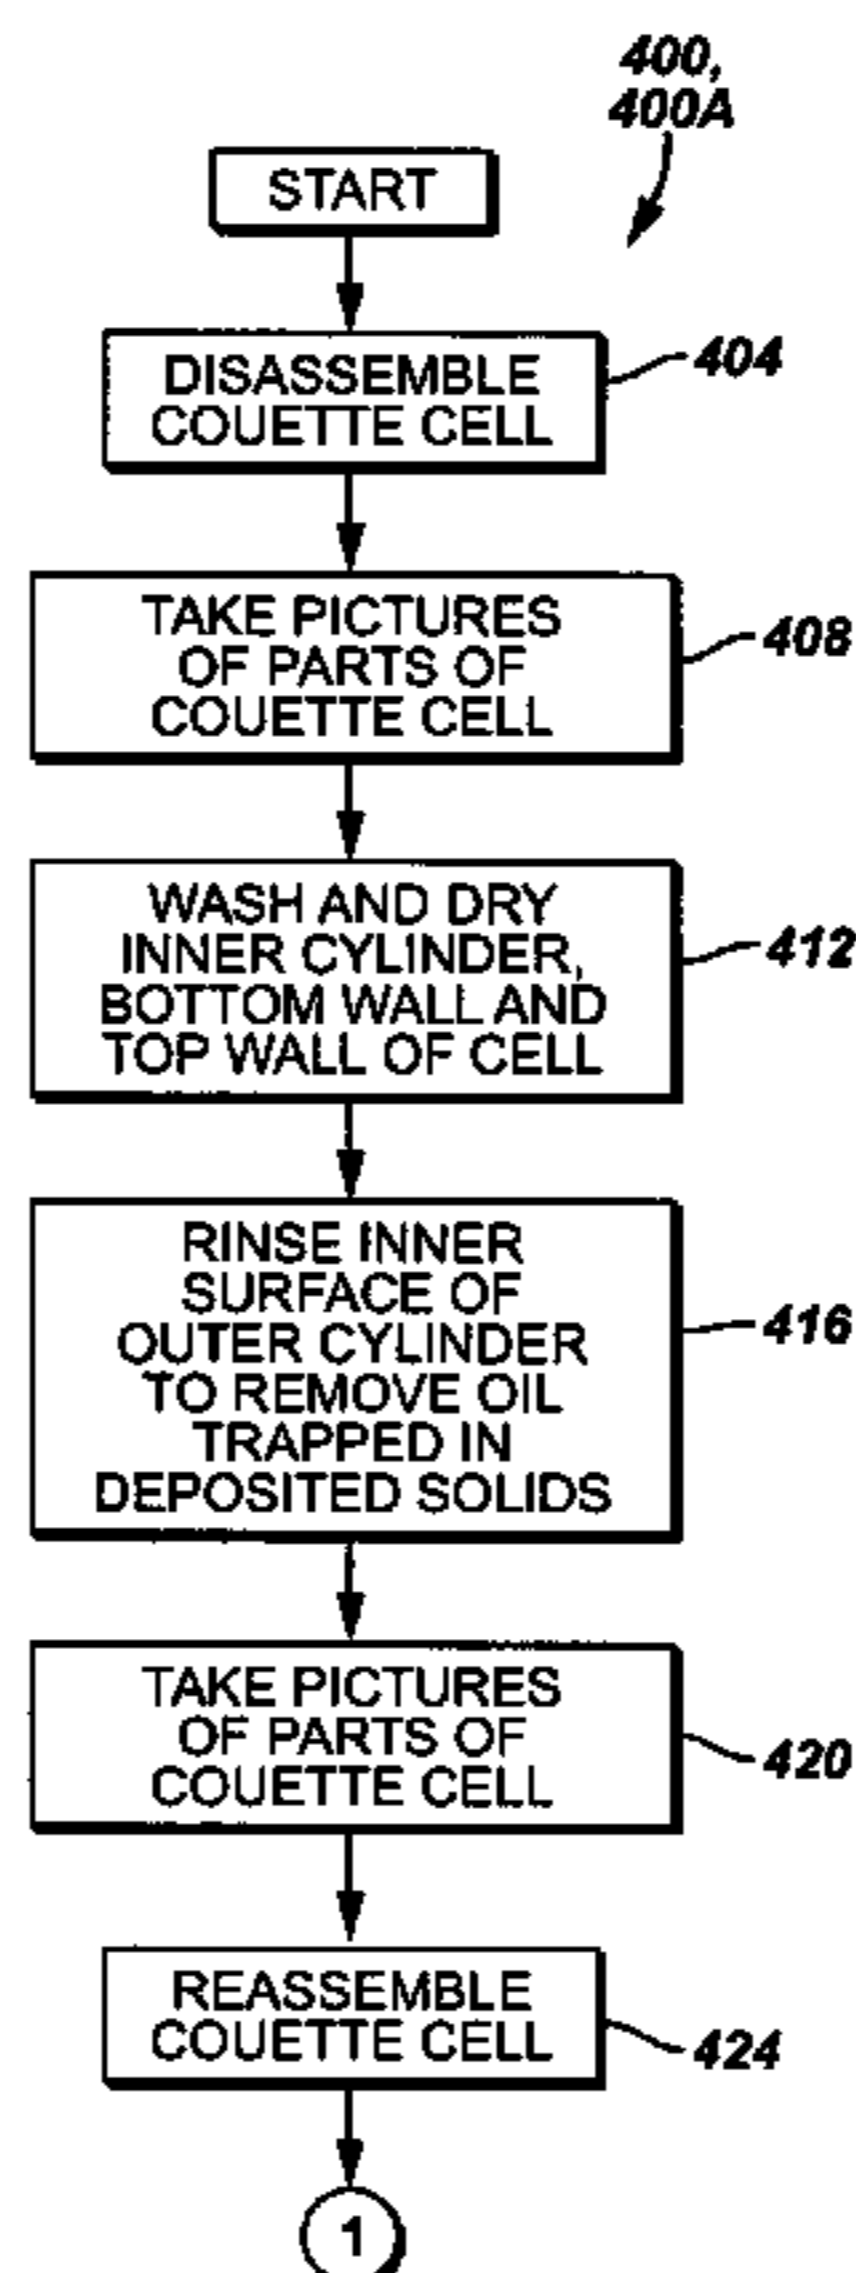 400,
400A
START
DISASSEMBLE
COUETTE CELL
404
TAKE PICTURES
OF PARTS OF
COUETTE CELL
408
WASH AND DRY
INNER CYLINDER,
BOTTOM WALL AND
TOP WALL OF CELL
412
RINSE INNER
SURFACE OF
OUTER CYLINDER
TO REMOVE OIL
TRAPPED IN
DEPOSITED SOLIDS
416
TAKE PICTURES
OF PARTS OF
COUETTE CELL
420
REASSEMBLE
COUETTE CELL
424
1